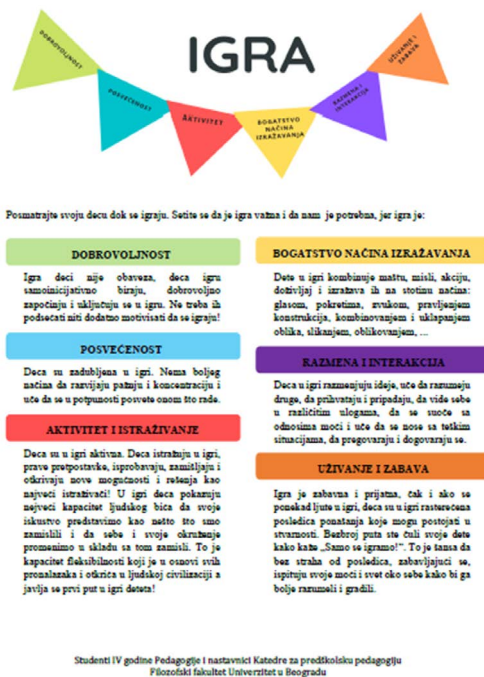 IGRA
DOBROVOLJNOST
POSVEĆENOST
AKTIVITET
BOGATSTVO
NAČINA
IZRAŽAVANJA
RAZMENA I
INTERAKCIJA
UŽIVANJE I
ZABAVA
Posmatrajte svoju decu dok se igraju. Setite se da je igra važna i da nam je potrebna, jer igra je:
DOBROVOLJNOST
Igra deci nije obaveza, deca igru
samoinicijativno biraju, dobrovoljno
započinju i uključuju se u igru. Ne treba ih
podsećati niti dodatno motivisati da se igraju!
POSVEĆENOST
Deca su zadubljena u igri. Nema boljeg
načina da razvijaju pažnju i koncentraciju i
uče da se u potpunosti posvete onom što rade.
AKTIVITET I ISTRAŽIVANJE
Deca su u igri aktivna. Deca istražuju u igri,
prave pretpostavke, isprobavaju, zamišljaju i
otkrivaju nove mogućnosti i rešenja kao
najveći istraživači! U igri deca pokazuju
nejveći kapacitet ljudskog bića da svoje
iskustvo predstavimo kao nešto što smo
zamislili i da sebe i svoje okruženje
promenimo u skladu sa tom zamisli. To je
kapacitet fleksibilnosti koji je u osnovi svih
pronalazaka i otkrića u ljudskoj civilizaciji a
javlja se prvi put u igri deteta!
BOGATSTVO NAČINA IZRAŽAVANJA
Dete u igri kombinuje maštu, misli, akciju,
doživljaj i izražava ih na stotinu načina:
glasom, pokretima, zvukom, pravljenjem
konstrukcija, kombinovanjem i uklapanjem
oblika, slikanjem, oblikovanjem, ...
RAZMENA I INTERAKCIJA
Deca u igri razmenjuju ideje, uče da razumeju
druge, da prihvataju i pripadaju, da vide sebe
u različitim ulogama, da se suoče sa
odnosima moći i uče da se nose sa teškim
situacijama, da pregovaraju i dogovaraju se.
UŽIVANJE I ZABAVA
Igra je zabavna i prijatna, čak i ako se
ponekad ljute u igri, deca su u igri rasterećena
posledica ponašanja koje mogu postojati u
stvarnosti. Bezbroj puta ste čuli svoje dete
kako kaže „Samo se igramo!“. To je šansa da
bez straha od posledica, zabavljajući se,
ispituju svoje moći i svet oko sebe kako bi ga
bolje razumeli i gradili.
Studenti IV godine Pedagogije i nastavnici Katedre za predškolsku pedagogiju
Filozofski fakultet Univerzitet u Beogradu